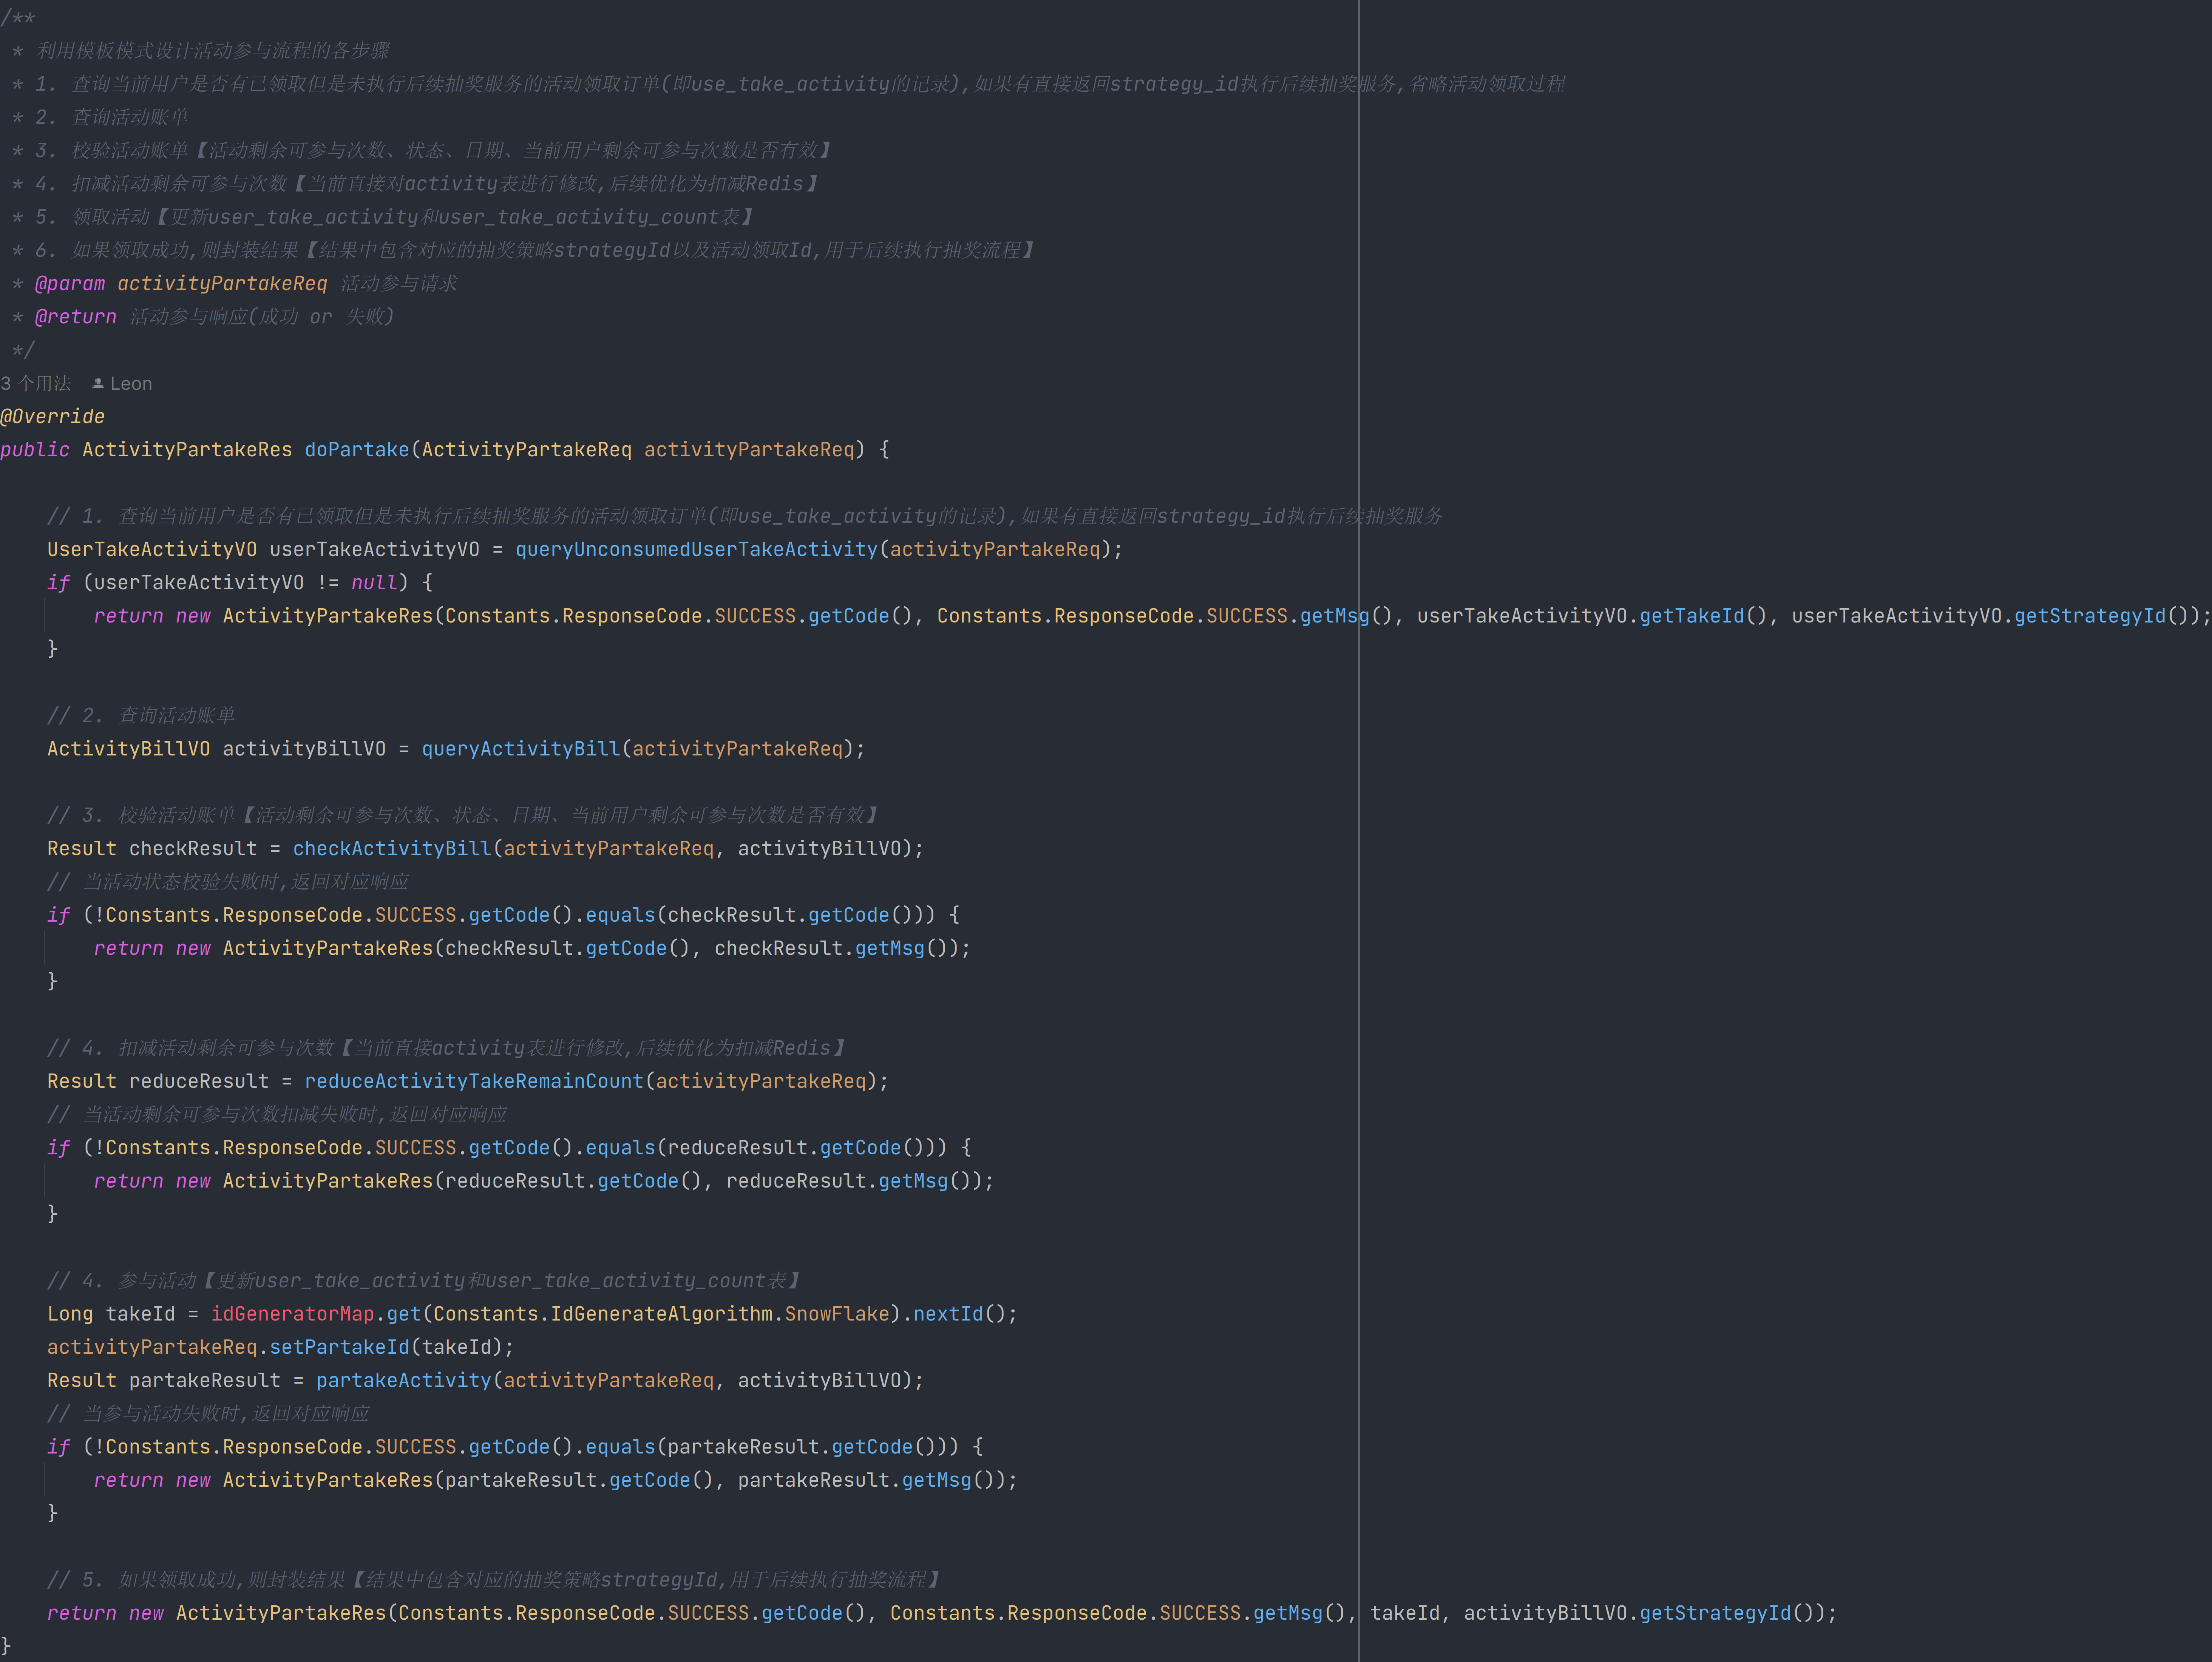 /**
 * 利用模板模式设计活动参与流程的各步骤
 * 1. 查询当前用户是否有已领取但是未执行后续抽奖服务的活动领取订单(即use_take_activity的记录),如果有直接返回strategy_id执行后续抽奖服务,省略活动领取过程
 * 2. 查询活动账单
 * 3. 校验活动账单【活动剩余可参与次数、状态、日期、当前用户剩余可参与次数是否有效】
 * 4. 扣减活动剩余可参与次数【当前直接对activity表进行修改,后续优化为扣减Redis】
 * 5. 领取活动【更新user_take_activity和user_take_activity_count表】
 * 6. 如果领取成功,则封装结果【结果中包含对应的抽奖策略strategyId以及活动领取Id,用于后续执行抽奖流程】
 * @param activityPartakeReq 活动参与请求
 * @return 活动参与响应(成功 or 失败)
 */
3 个用法 Leon
@Override
public ActivityPartakeRes doPartake(ActivityPartakeReq activityPartakeReq) {
    // 1. 查询当前用户是否有已领取但是未执行后续抽奖服务的活动领取订单(即use_take_activity的记录),如果有直接返回strategy_id执行后续抽奖服务
    UserTakeActivityVO userTakeActivityVO = queryUnconsumedUserTakeActivity(activityPartakeReq);
    if (userTakeActivityVO != null) {
        return new ActivityPartakeRes(Constants.ResponseCode.SUCCESS.getCode(), Constants.ResponseCode.SUCCESS.getMsg(), userTakeActivityVO.getTakeId(), userTakeActivityVO.getStrategyId());
    }
    // 2. 查询活动账单
    ActivityBillVO activityBillVO = queryActivityBill(activityPartakeReq);
    // 3. 校验活动账单【活动剩余可参与次数、状态、日期、当前用户剩余可参与次数是否有效】
    Result checkResult = checkActivityBill(activityPartakeReq, activityBillVO);
    // 当活动状态校验失败时,返回对应响应
    if (!Constants.ResponseCode.SUCCESS.getCode().equals(checkResult.getCode())) {
        return new ActivityPartakeRes(checkResult.getCode(), checkResult.getMsg());
    }
    // 4. 扣减活动剩余可参与次数【当前直接activity表进行修改,后续优化为扣减Redis】
    Result reduceResult = reduceActivityTakeRemainCount(activityPartakeReq);
    // 当活动剩余可参与次数扣减失败时,返回对应响应
    if (!Constants.ResponseCode.SUCCESS.getCode().equals(reduceResult.getCode())) {
        return new ActivityPartakeRes(reduceResult.getCode(), reduceResult.getMsg());
    }
    // 4. 参与活动【更新user_take_activity和user_take_activity_count表】
    Long takeId = idGeneratorMap.get(Constants.IdGenerateAlgorithm.SnowFlake).nextId();
    activityPartakeReq.setPartakeId(takeId);
    Result partakeResult = partakeActivity(activityPartakeReq, activityBillVO);
    // 当参与活动失败时,返回对应响应
    if (!Constants.ResponseCode.SUCCESS.getCode().equals(partakeResult.getCode())) {
        return new ActivityPartakeRes(partakeResult.getCode(), partakeResult.getMsg());
    }
    // 5. 如果领取成功,则封装结果【结果中包含对应的抽奖策略strategyId,用于后续执行抽奖流程】
    return new ActivityPartakeRes(Constants.ResponseCode.SUCCESS.getCode(), Constants.ResponseCode.SUCCESS.getMsg(), takeId, activityBillVO.getStrategyId());
}